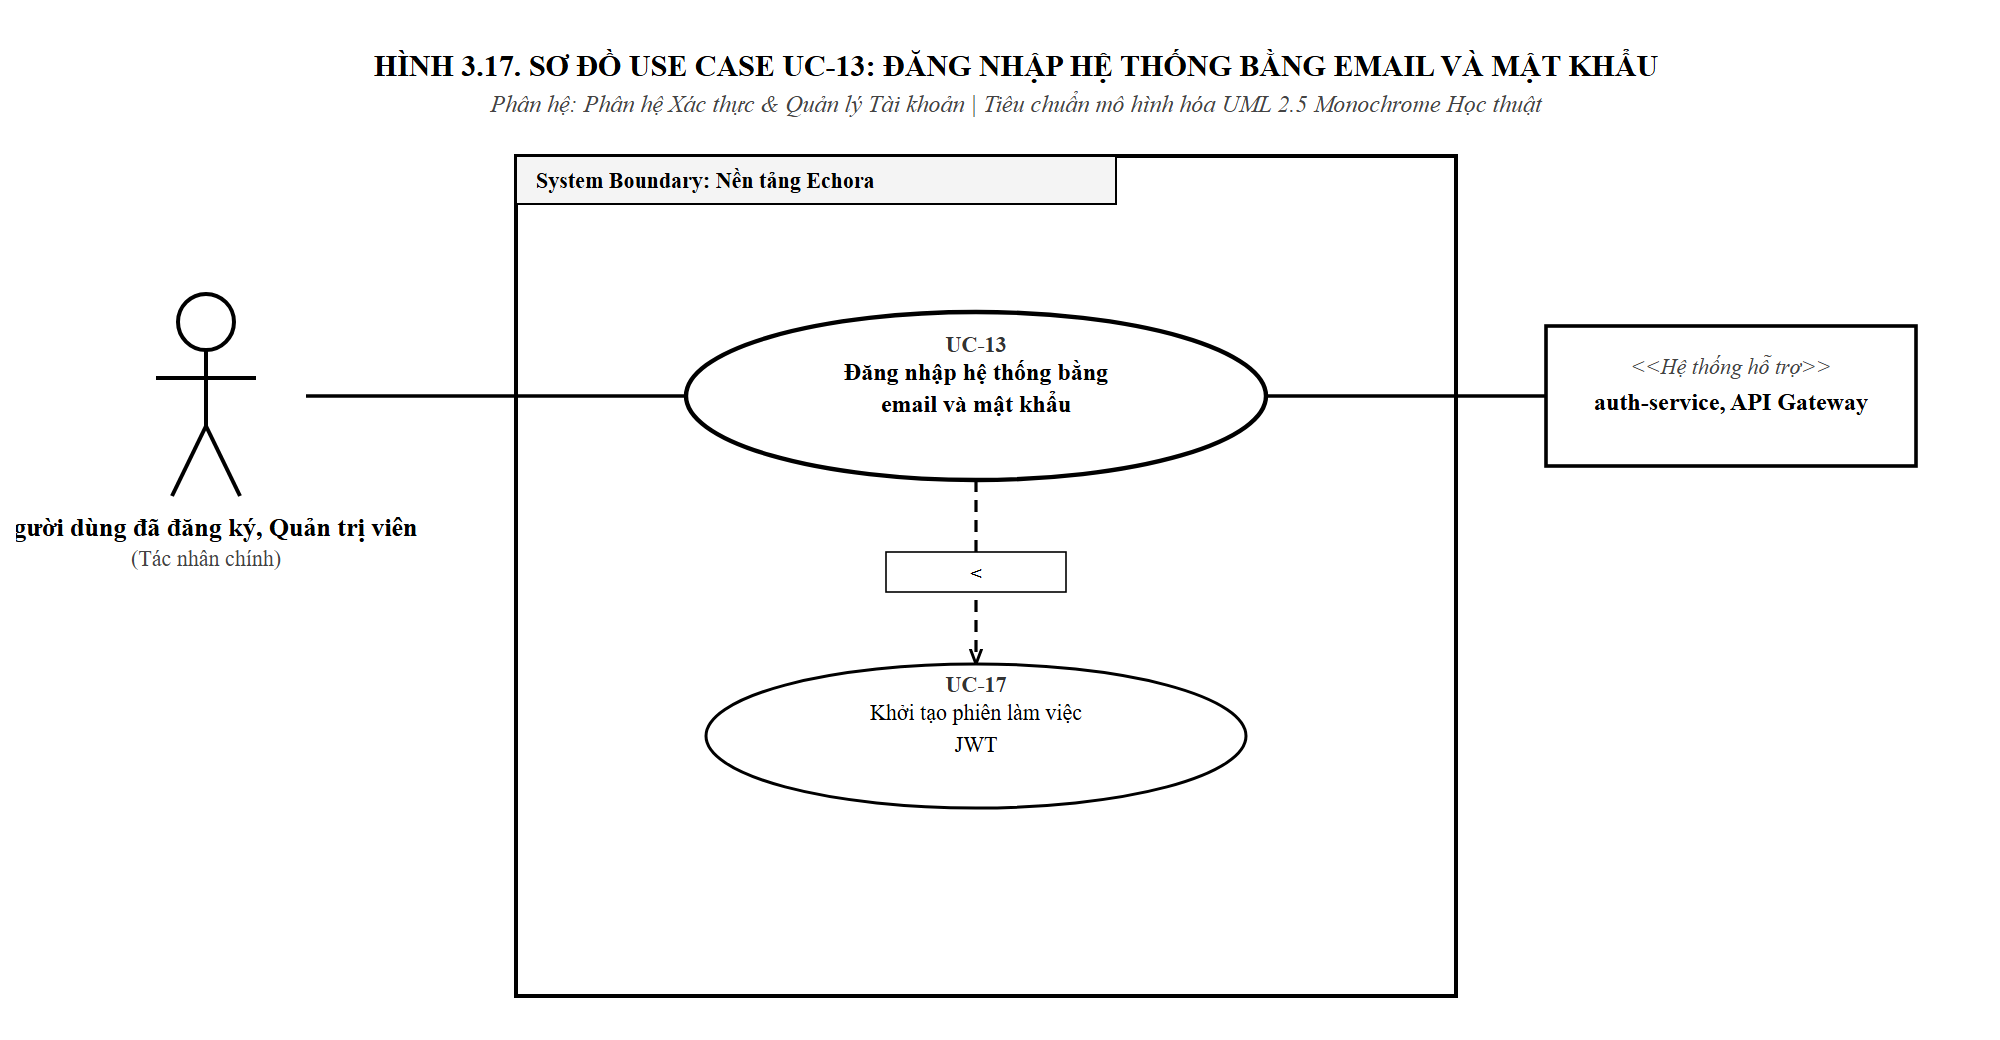 HÌNH 3.17. SƠ ĐỒ USE CASE UC-13: ĐĂNG NHẬP HỆ THỐNG BẰNG EMAIL VÀ MẬT KHẨU
Phân hệ: Phân hệ Xác thực & Quản lý Tài khoản | Tiêu chuẩn mô hình hóa UML 2.5 Monochrome Học thuật
System Boundary: Nền tảng Echora
UC-13
Đăng nhập hệ thống bằng
email và mật khẩu
<<Hệ thống hỗ trợ>>
auth-service, API Gateway
gười dùng đã đăng ký, Quản trị viên
(Tác nhân chính)
<
UC-17
Khởi tạo phiên làm việc
JWT